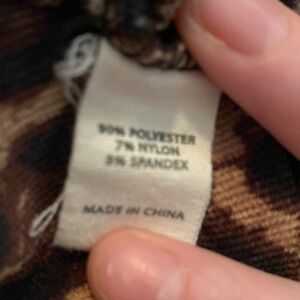 90% POLYESTER
7% NYLON
3% SPANDEX
MADE IN CHINA